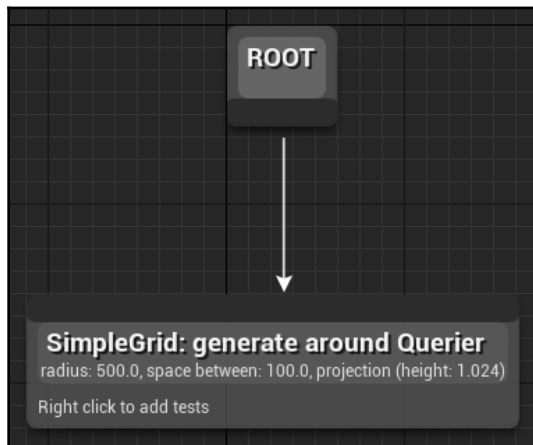 ROOT
SimpleGrid: generate around Querier
radius: 500.0, space between: 100.0, projection (height: 1.024)
Right click to add tests